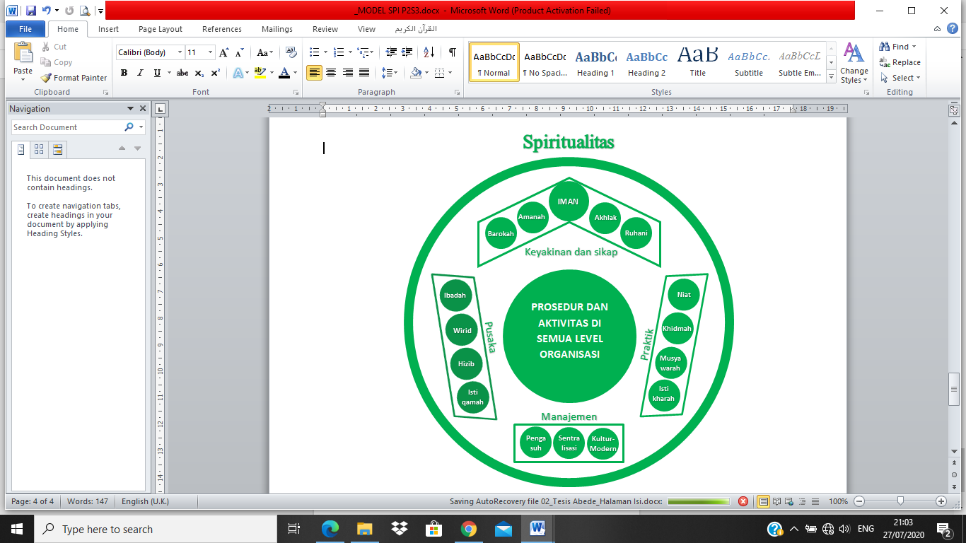 _MODEL SPI P2S3.docx - Microsoft Word (Product Activation Failed)
File Home Insert Page Layout References Mailings Review View القرآن الكريم
Paste
Cut
Copy
Format Painter
Clipboard
Calibri (Body) 11
Font
Paragraph
AaBbCcDc AaBbCcDc AaBbC AaBbCc AaB AaBbCc. AaBbCcL
¶ Normal ¶ No Spaci... Heading 1 Heading 2 Title Subtitle Subtle Em...
Styles
Change
Styles
Find
Replace
Select
Editing
Navigation
Search Document
This document does not
contain headings.
To create navigation tabs,
create headings in your
document by applying
Heading Styles.
Spiritualitas
IMAN
Amanah
Akhlak
Barokah
Ruhani
Keyakinan dan sikap
Ibadah
Wirid
Hizib
Isti
qamah
Pusaka
PROSEDUR DAN
AKTIVITAS DI
SEMUA LEVEL
ORGANISASI
Praktik
Niat
Khidmah
Musya
warah
Isti
kharah
Manajemen
Penga
suh
Sentra
lisasi
Kultur-
Modern
Page: 4 of 4 Words: 147 English (U.K.) Saving AutoRecovery file 02_Tesis Abede_Halaman Isi.docx: 100%
Type here to search
ENG
21:03
27/07/2020
2